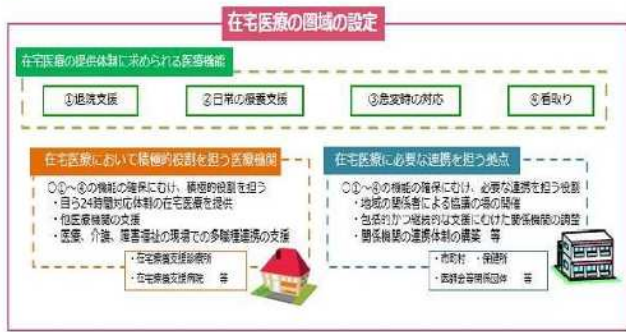 在宅医療の圏域の設定
在宅医療の提供体制に求められる医療機能
①退院支援
②日常の療養支援
③急変時の対応
④看取り
在宅医療において積極的役割を担う医療機関
○①～④の機能の確保にむけ、積極的役割を担う
・自ら24時間対応体制の在宅医療を提供
・他医療機関の支援
・医療、介護、障害福祉の現場での多職種連携の支援
・在宅療養支援診療所
・在宅療養支援病院　等
在宅医療に必要な連携を担う拠点
○①～④の機能の確保にむけ、必要な連携を担う役割
・地域の関係者による協議の場の開催
・包括的かつ継続的な支援にむけた関係機関の調整
・関係機関の連携体制の構築　等
・市町村　・保健所
・医師会等関係団体　等